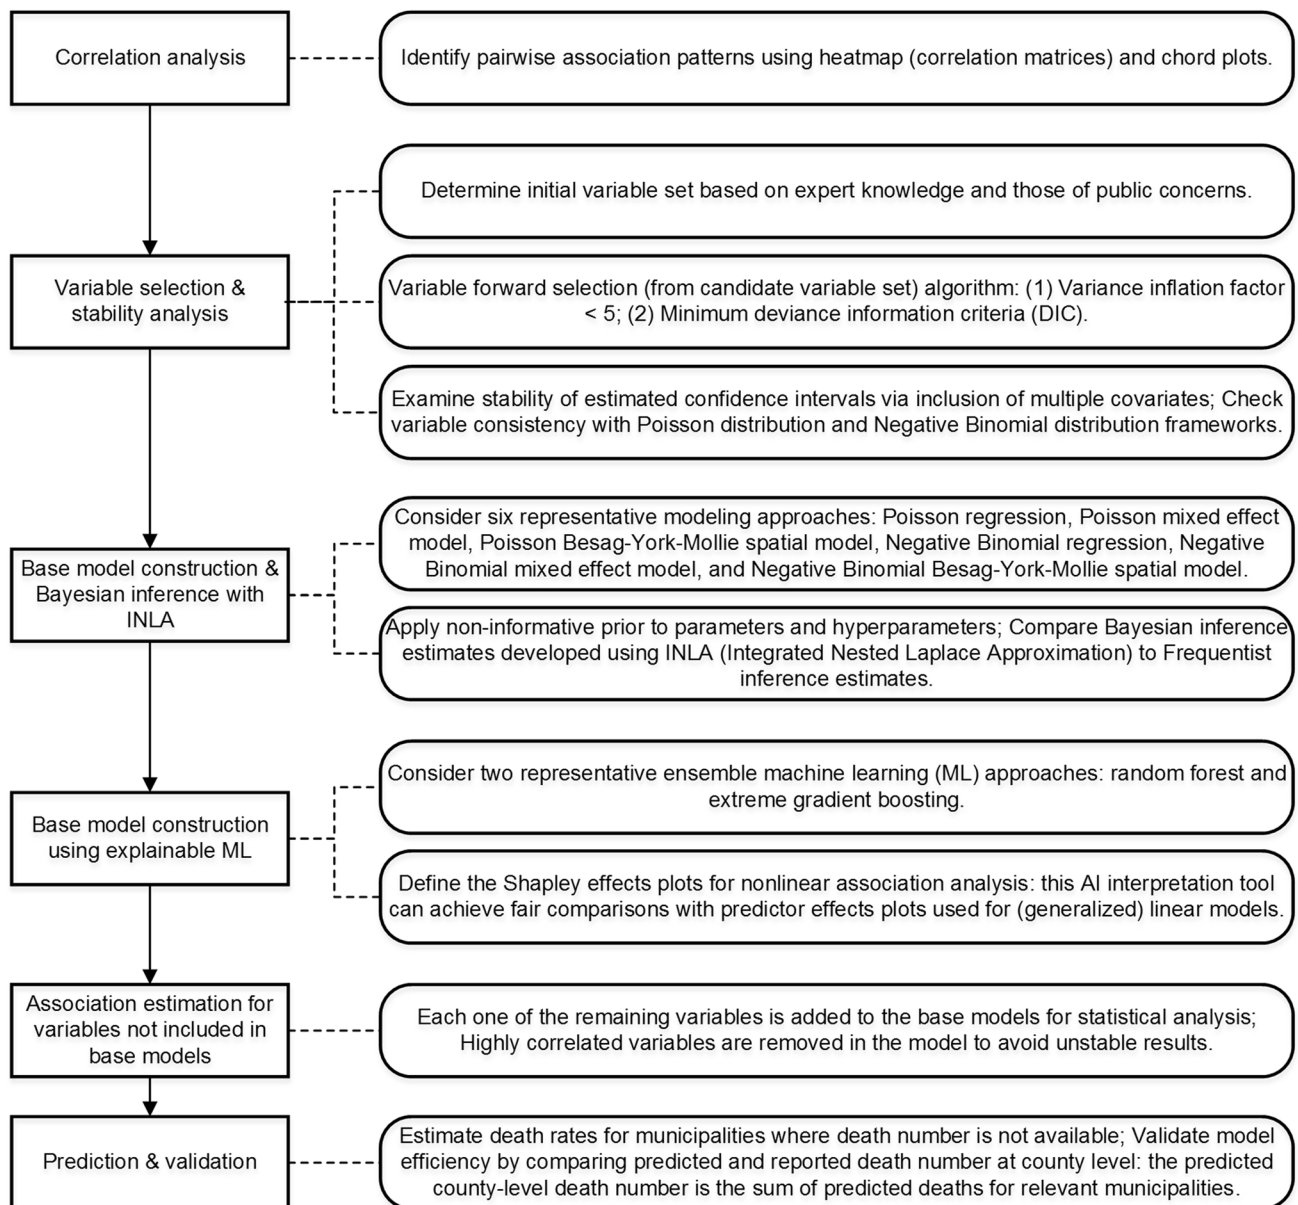 Correlation analysis
Identify pairwise association patterns using heatmap (correlation matrices) and chord plots.
Determine initial variable set based on expert knowledge and those of public concerns.
Variable selection &
stability analysis
Variable forward selection (from candidate variable set) algorithm: (1) Variance inflation factor
< 5; (2) Minimum deviance information criteria (DIC).
Examine stability of estimated confidence intervals via inclusion of multiple covariates; Check
variable consistency with Poisson distribution and Negative Binomial distribution frameworks.
Base model construction &
Bayesian inference with
INLA
Consider six representative modeling approaches: Poisson regression, Poisson mixed effect
model, Poisson Besag-York-Mollie spatial model, Negative Binomial regression, Negative
Binomial mixed effect model, and Negative Binomial Besag-York-Mollie spatial model.
Apply non-informative prior to parameters and hyperparameters; Compare Bayesian inference
estimates developed using INLA (Integrated Nested Laplace Approximation) to Frequentist
inference estimates.
Base model construction
using explainable ML
Consider two representative ensemble machine learning (ML) approaches: random forest and
extreme gradient boosting.
Define the Shapley effects plots for nonlinear association analysis: this AI interpretation tool
can achieve fair comparisons with predictor effects plots used for (generalized) linear models.
Association estimation for
variables not included in
base models
Each one of the remaining variables is added to the base models for statistical analysis;
Highly correlated variables are removed in the model to avoid unstable results.
Prediction & validation
Estimate death rates for municipalities where death number is not available; Validate model
efficiency by comparing predicted and reported death number at county level: the predicted
county-level death number is the sum of predicted deaths for relevant municipalities.